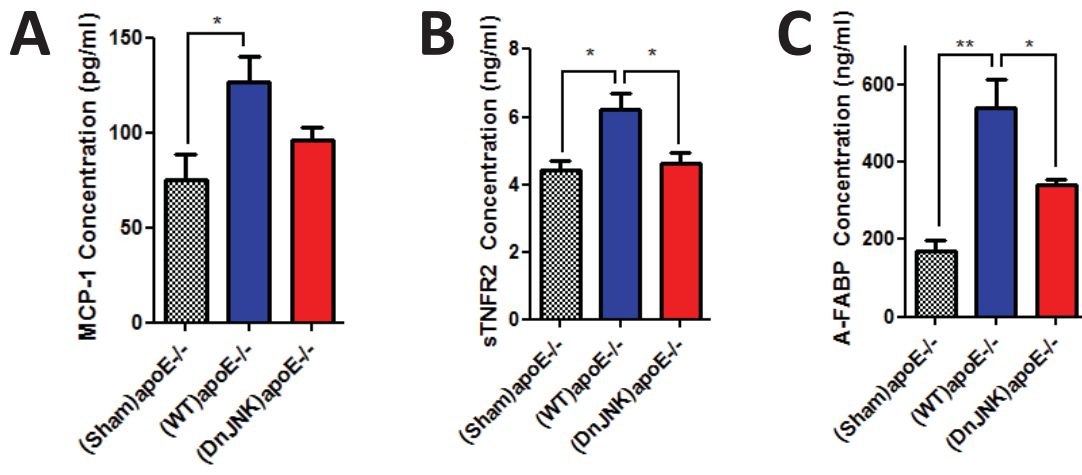 A
MCP-1 Concentration (pg/ml)
150
100
50
0
*
(Sham)apoE-/-
(WT)apoE-/-
(DnJNK)apoE-/-
B
sTNFR2 Concentration (ng/ml)
8
6
4
2
0
*
*
(Sham)apoE-/-
(WT)apoE-/-
(DnJNK)apoE-/-
C
A-FABP Concentration (ng/ml)
600
400
200
0
**
*
(Sham)apoE-/-
(WT)apoE-/-
(DnJNK)apoE-/-